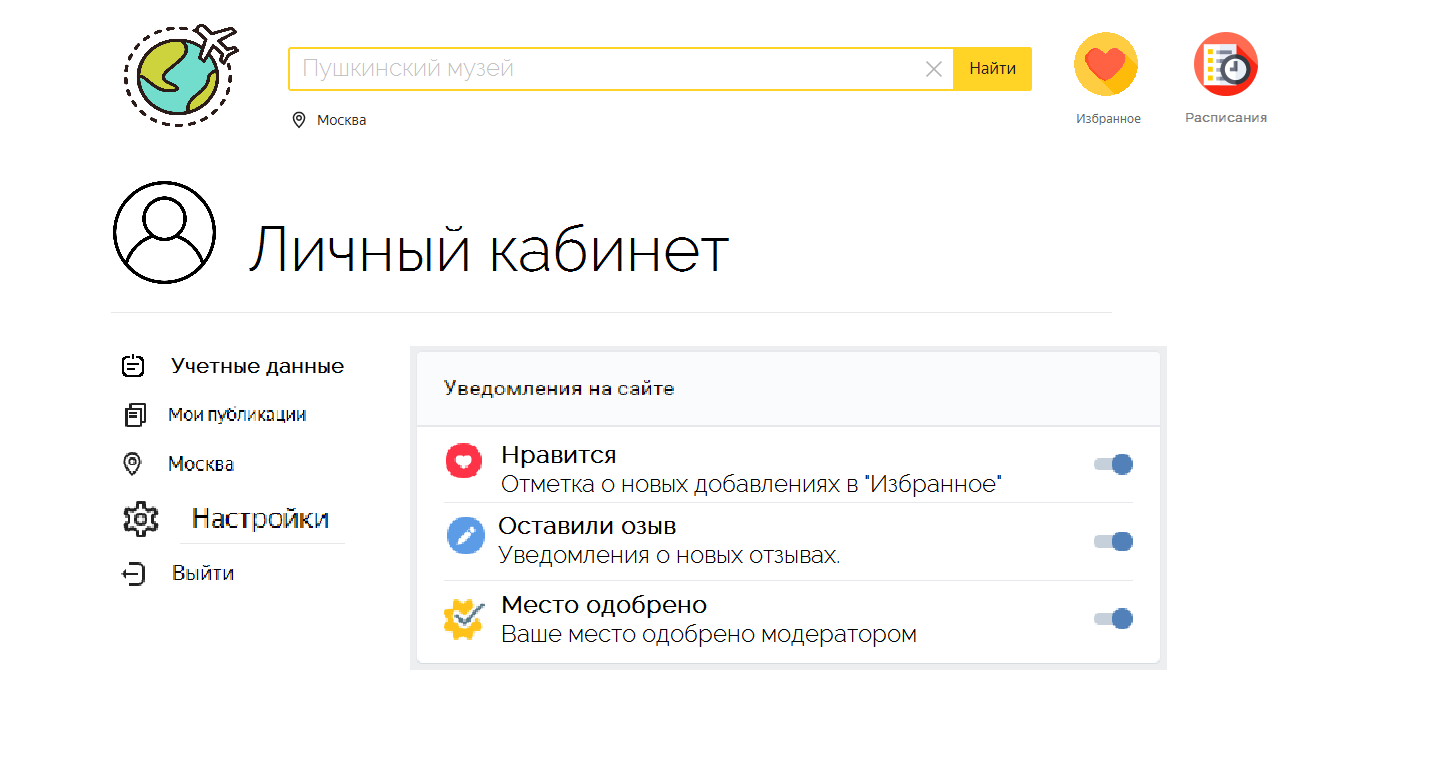 Пушкинский музей
Найти
Москва
Избранное
Расписания
Личный кабинет
Учетные данные
Мои публикации
Москва
Настройки
Выйти
Уведомления на сайте
Нравится
Отметка о новых добавлениях в "Избранное"
Оставили озыв
Уведомления о новых отзывах.
Место одобрено
Ваше место одобрено модератором